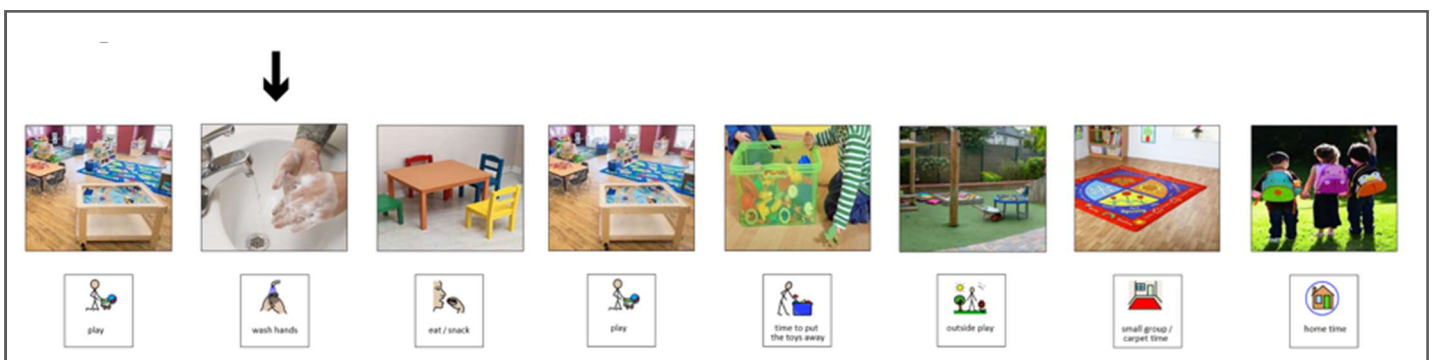 play
wash hands
eat / snack
play
time to put
the toys away
outside play
small group /
carpet time
home time